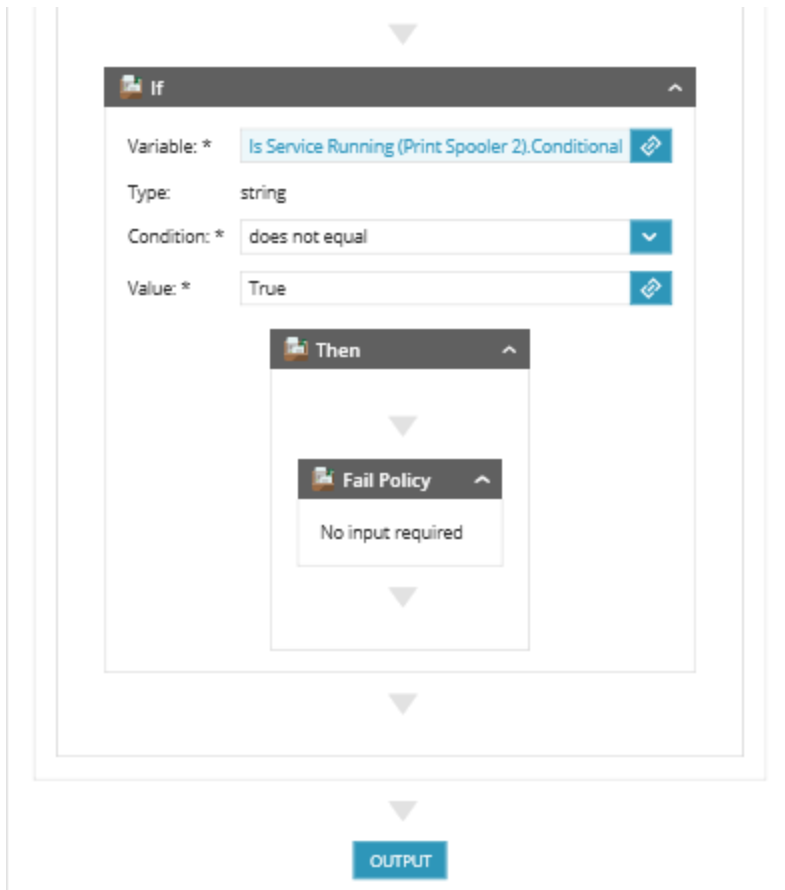 If
Variable: * Is Service Running (Print Spooler 2).Conditional
Type: string
Condition: * does not equal
Value: * True
Then
Fail Policy
No input required
OUTPUT